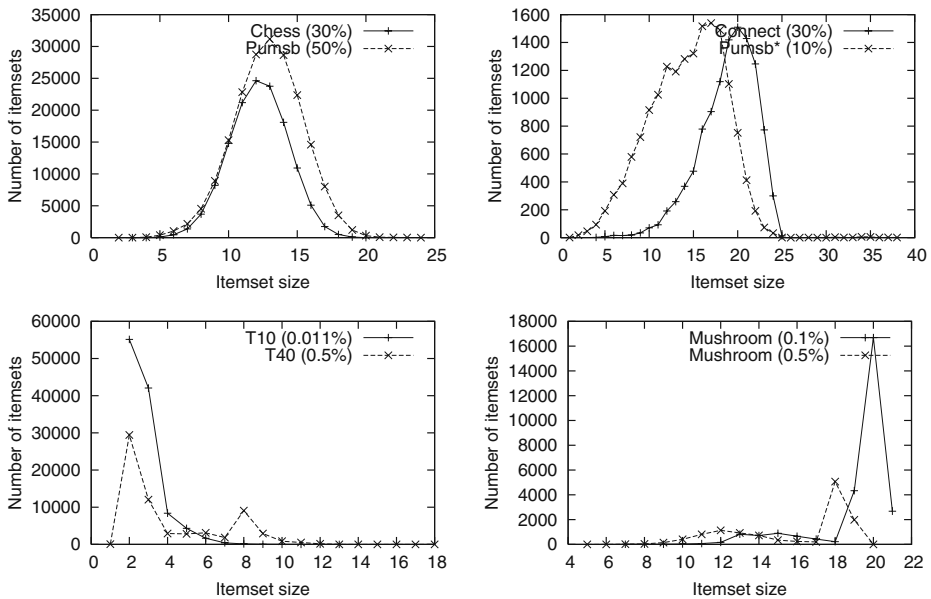 35000
30000
25000
20000
15000
10000
5000
0
Number of itemsets
Chess (30%)
Pumsb (50%)
0 5 10 15 20 25
Itemset size
1600
1400
1200
1000
800
600
400
200
0
Number of itemsets
Connect (30%)
Pumsb* (10%)
0 5 10 15 20 25 30 35 40
Itemset size
60000
50000
40000
30000
20000
10000
0
Number of itemsets
T10 (0.011%)
T40 (0.5%)
0 2 4 6 8 10 12 14 16 18
Itemset size
18000
16000
14000
12000
10000
8000
6000
4000
2000
0
Number of itemsets
Mushroom (0.1%)
Mushroom (0.5%)
4 6 8 10 12 14 16 18 20 22
Itemset size